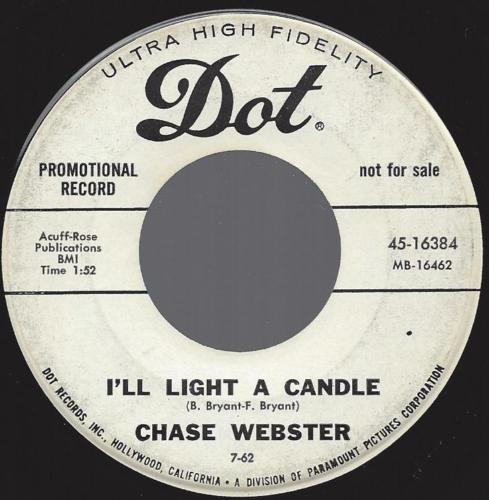 ULTRA HIGH FIDELITY
Dot®
PROMOTIONAL
RECORD
not for sale
Acuff-Rose
Publications
BMI
Time 1:52
45-16384
MB-16462
I'LL LIGHT A CANDLE
(B. Bryant-F. Bryant)
CHASE WEBSTER
7-62
DOT RECORDS, INC., HOLLYWOOD, CALIFORNIA • A DIVISION OF PARAMOUNT PICTURES CORPORATION